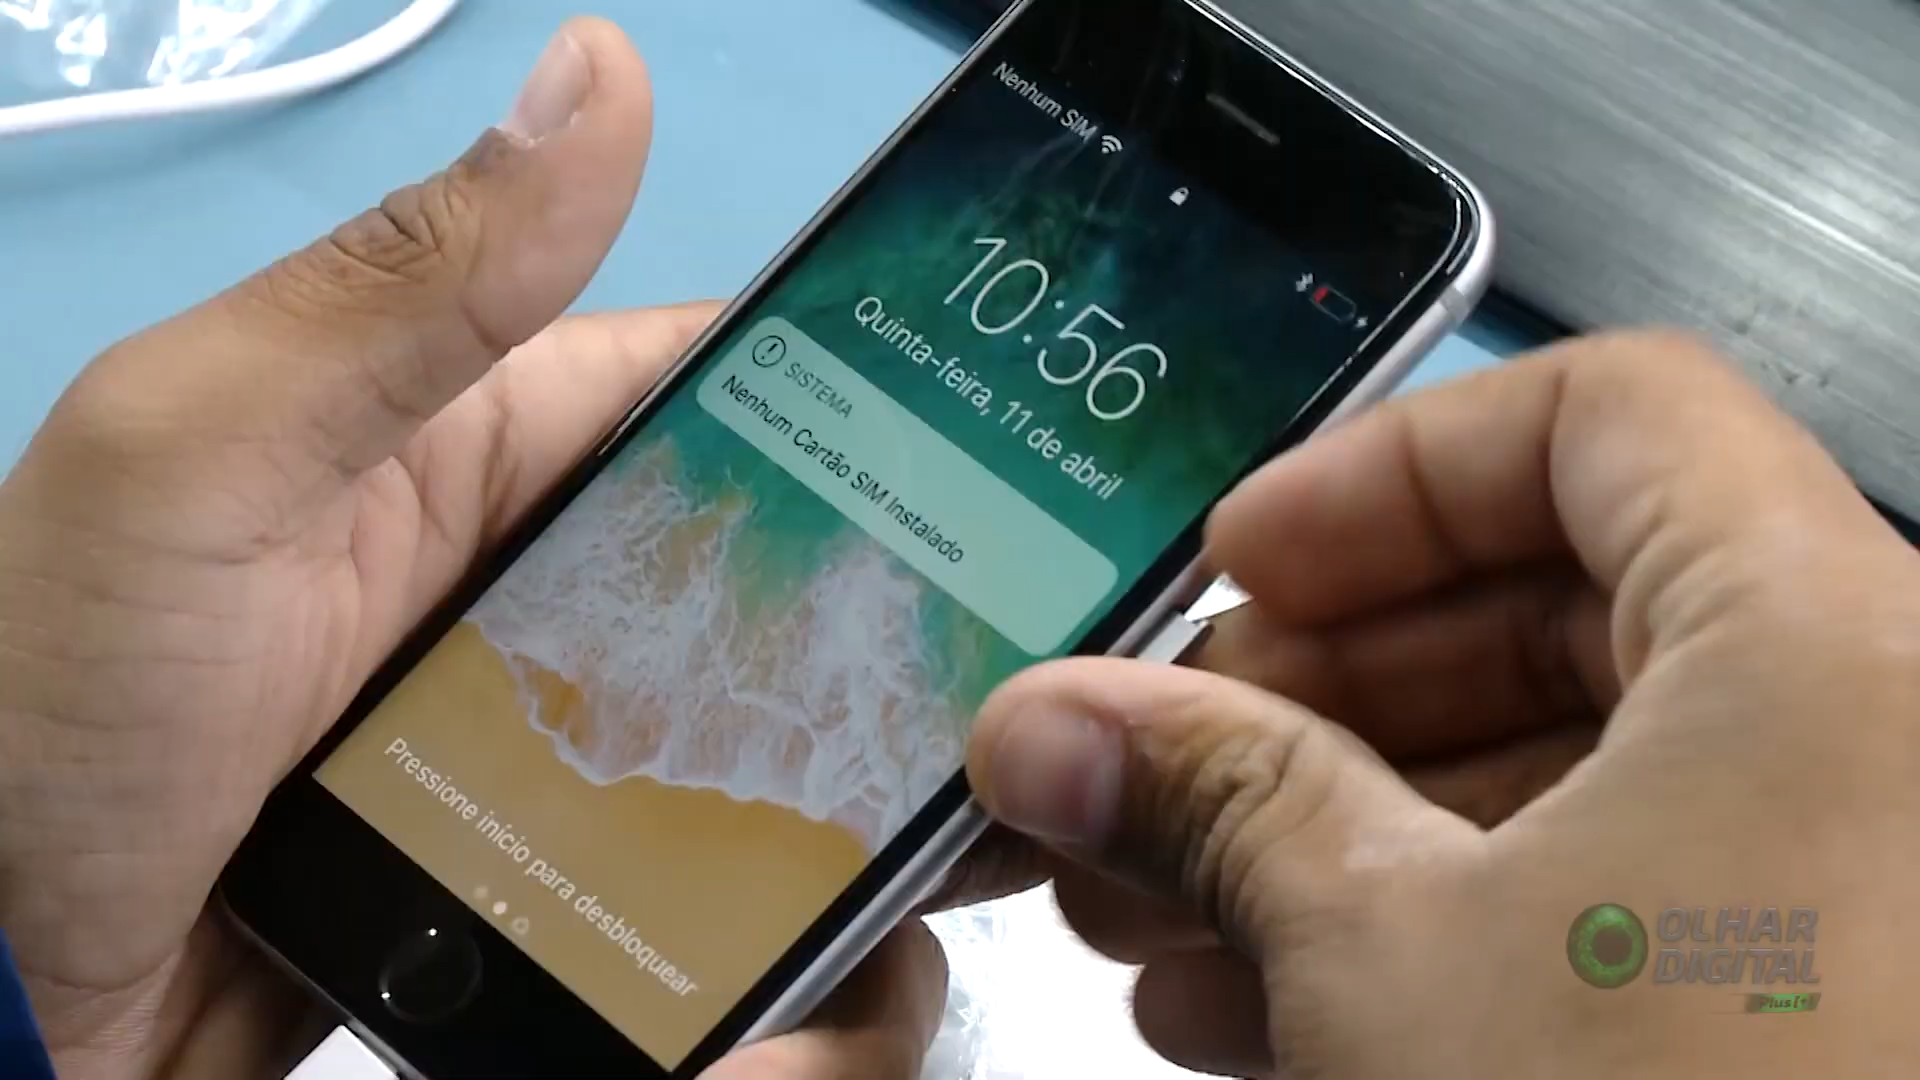 Nenhum SIM
10:56
Quinta-feira, 11 de abril
SISTEMA
Nenhum Cartão SIM Instalado
Pressione início para desbloquear
OLHAR
DIGITAL
Plus[+]